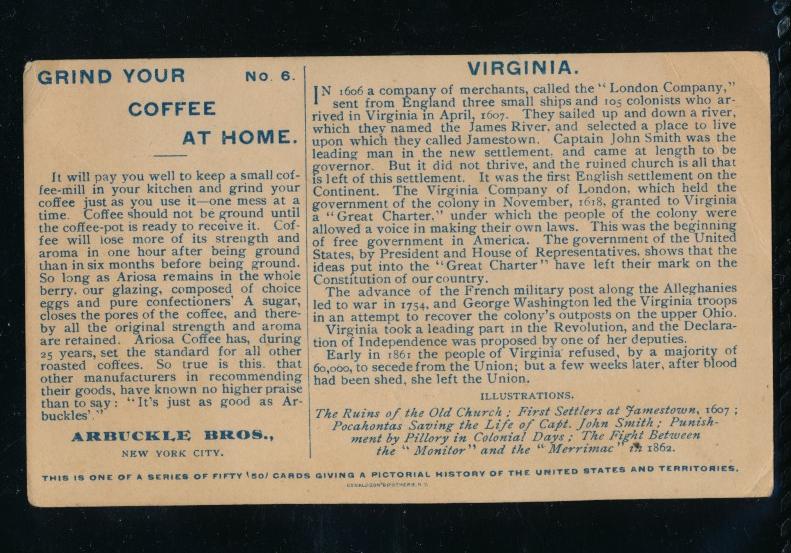 GRIND YOUR No. 6.
COFFEE
AT HOME.
It will pay you well to keep a small cof-
fee-mill in your kitchen and grind your
coffee just as you use it—one mess at a
time. Coffee should not be ground until
the coffee-pot is ready to receive it. Cof-
fee will lose more of its strength and
aroma in one hour after being ground
than in six months before being ground.
So long as Ariosa remains in the whole
berry, our glazing, composed of choice
eggs and pure confectioners' A sugar,
closes the pores of the coffee, and there-
by all the original strength and aroma
are retained. Ariosa Coffee has, during
25 years, set the standard for all other
roasted coffees. So true is this, that
other manufacturers in recommending
their goods, have known no higher praise
than to say: "It's just as good as Ar-
buckles'."
ARBUCKLE BROS.,
NEW YORK CITY.
VIRGINIA.
IN 1606 a company of merchants, called the "London Company,"
sent from England three small ships and 105 colonists who ar-
rived in Virginia in April, 1607. They sailed up and down a river,
which they named the James River, and selected a place to live
upon which they called Jamestown. Captain John Smith was the
leading man in the new settlement, and came at length to be
governor. But it did not thrive, and the ruined church is all that
is left of this settlement. It was the first English settlement on the
Continent. The Virginia Company of London, which held the
government of the colony in November, 1618, granted to Virginia
a "Great Charter," under which the people of the colony were
allowed a voice in making their own laws. This was the beginning
of free government in America. The government of the United
States, by President and House of Representatives, shows that the
ideas put into the "Great Charter" have left their mark on the
Constitution of our country.
The advance of the French military post along the Alleghanies
led to war in 1754, and George Washington led the Virginia troops
in an attempt to recover the colony's outposts on the upper Ohio.
Virginia took a leading part in the Revolution, and the Declara-
tion of Independence was proposed by one of her deputies.
Early in 1861 the people of Virginia refused, by a majority of
60,000, to secede from the Union; but a few weeks later, after blood
had been shed, she left the Union.
ILLUSTRATIONS.
The Ruins of the Old Church; First Settlers at Jamestown, 1607;
Pocahontas Saving the Life of Capt. John Smith; Punish-
ment by Pillory in Colonial Days; The Fight Between
the "Monitor" and the "Merrimac" in 1862.
THIS IS ONE OF A SERIES OF FIFTY (50) CARDS GIVING A PICTORIAL HISTORY OF THE UNITED STATES AND TERRITORIES.
DONALDSON BROTHERS, N.Y.